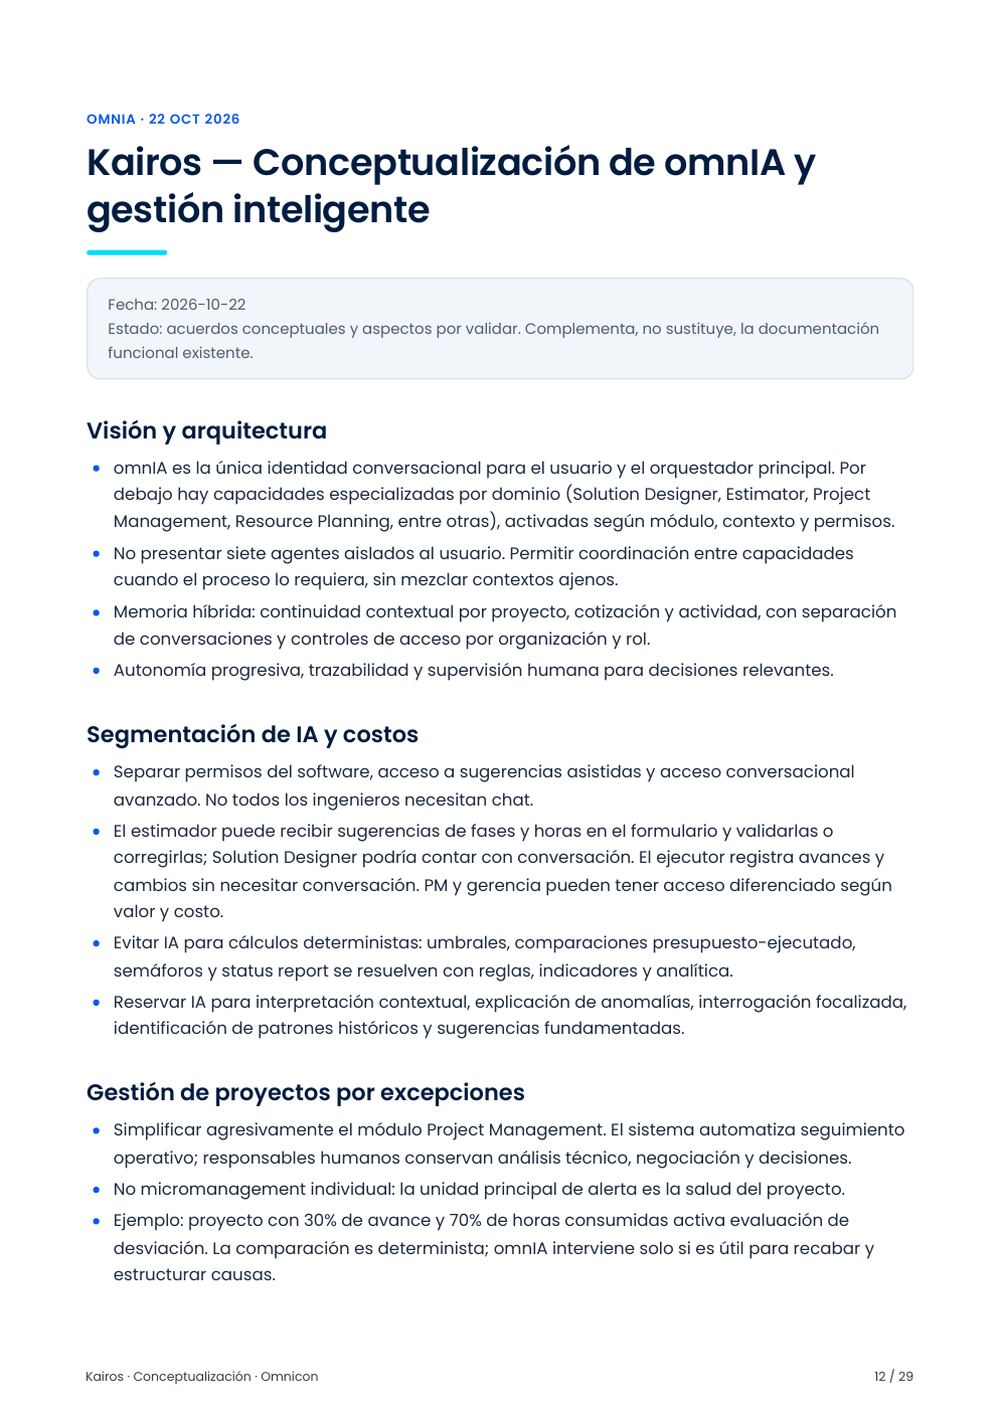 OMNIA · 22 OCT 2026
Kairos — Conceptualización de omnIA y
gestión inteligente
Fecha: 2026-10-22
Estado: acuerdos conceptuales y aspectos por validar. Complementa, no sustituye, la documentación
funcional existente.
Visión y arquitectura
• omnIA es la única identidad conversacional para el usuario y el orquestador principal. Por
debajo hay capacidades especializadas por dominio (Solution Designer, Estimator, Project
Management, Resource Planning, entre otras), activadas según módulo, contexto y permisos.
• No presentar siete agentes aislados al usuario. Permitir coordinación entre capacidades
cuando el proceso lo requiera, sin mezclar contextos ajenos.
• Memoria híbrida: continuidad contextual por proyecto, cotización y actividad, con separación
de conversaciones y controles de acceso por organización y rol.
• Autonomía progresiva, trazabilidad y supervisión humana para decisiones relevantes.
Segmentación de IA y costos
• Separar permisos del software, acceso a sugerencias asistidas y acceso conversacional
avanzado. No todos los ingenieros necesitan chat.
• El estimador puede recibir sugerencias de fases y horas en el formulario y validarlas o
corregirlas; Solution Designer podría contar con conversación. El ejecutor registra avances y
cambios sin necesitar conversación. PM y gerencia pueden tener acceso diferenciado según
valor y costo.
• Evitar IA para cálculos deterministas: umbrales, comparaciones presupuesto-ejecutado,
semáforos y status report se resuelven con reglas, indicadores y analítica.
• Reservar IA para interpretación contextual, explicación de anomalías, interrogación focalizada,
identificación de patrones históricos y sugerencias fundamentadas.
Gestión de proyectos por excepciones
• Simplificar agresivamente el módulo Project Management. El sistema automatiza seguimiento
operativo; responsables humanos conservan análisis técnico, negociación y decisiones.
• No micromanagement individual: la unidad principal de alerta es la salud del proyecto.
• Ejemplo: proyecto con 30% de avance y 70% de horas consumidas activa evaluación de
desviación. La comparación es determinista; omnIA interviene solo si es útil para recabar y
estructurar causas.
Kairos · Conceptualización · Omnicon
12 / 29